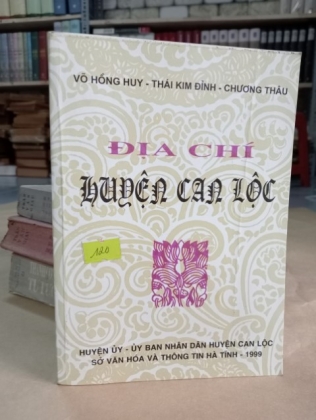 VÕ HỒNG HUY - THÁI KIM ĐỈNH - CHƯƠNG THÂU
ĐỊA CHÍ
HUYỆN CAN LỘC
120
HUYỆN ỦY - ỦY BAN NHÂN DÂN HUYỆN CAN LỘC
SỞ VĂN HÓA VÀ THÔNG TIN HÀ TĨNH - 1999